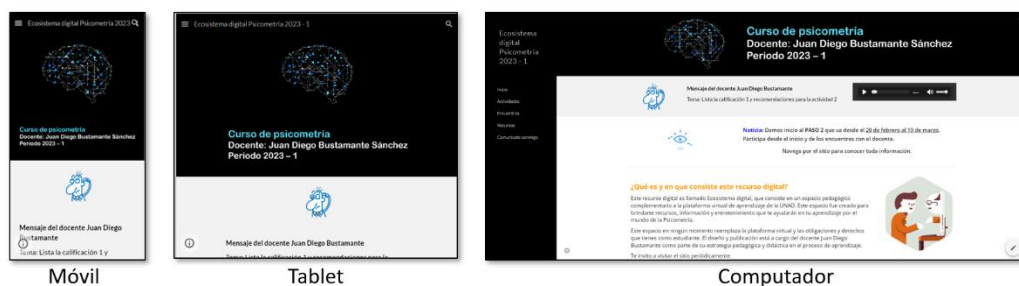 Ecosistema digital Psicometría 2023
Curso de psicometría
Docente: Juan Diego Bustamante Sánchez
Periodo 2023 – 1
Mensaje del docente Juan Diego
Bustamante
Tema: Lista la calificación 1 y
Móvil
Ecosistema digital Psicometría 2023 - 1
Curso de psicometría
Docente: Juan Diego Bustamante Sánchez
Periodo 2023 – 1
Mensaje del docente Juan Diego Bustamante
Tema: Lista la calificación 1 y recomendaciones para la
Tablet
Ecosistema
digital
Psicometría
2023 - 1
Inicio
Actividades
Encuentros
Recursos
Comunícate conmigo
Curso de psicometría
Docente: Juan Diego Bustamante Sánchez
Periodo 2023 – 1
Mensaje del docente Juan Diego Bustamante
Tema: Lista la calificación 1 y recomendaciones para la actividad 2
Noticia: Damos inicio al PASO 2 que va desde el 20 de febrero al 19 de marzo.
Participa desde el inicio y de los encuentros con el docente.
Navega por el sitio para conocer toda información.
¿Qué es y en que consiste este recurso digital?
Este recurso digital es llamado Ecosistema digital, que consiste en un espacio pedagógico
complementario a la plataforma virtual de aprendizaje de la UNAD. Este espacio fue creado para
brindarte recursos, información y entretenimiento que te ayudarán en tu aprendizaje por el
mundo de la Psicometría.
Este espacio en ningún momento reemplaza la plataforma virtual y las obligaciones y derechos
que tienes como estudiante. El diseño y publicación está a cargo del docente Juan Diego
Bustamante como parte de su estrategia pedagógica y didáctica en el proceso de aprendizaje.
Te invito a visitar el sitio periódicamente.
Computador